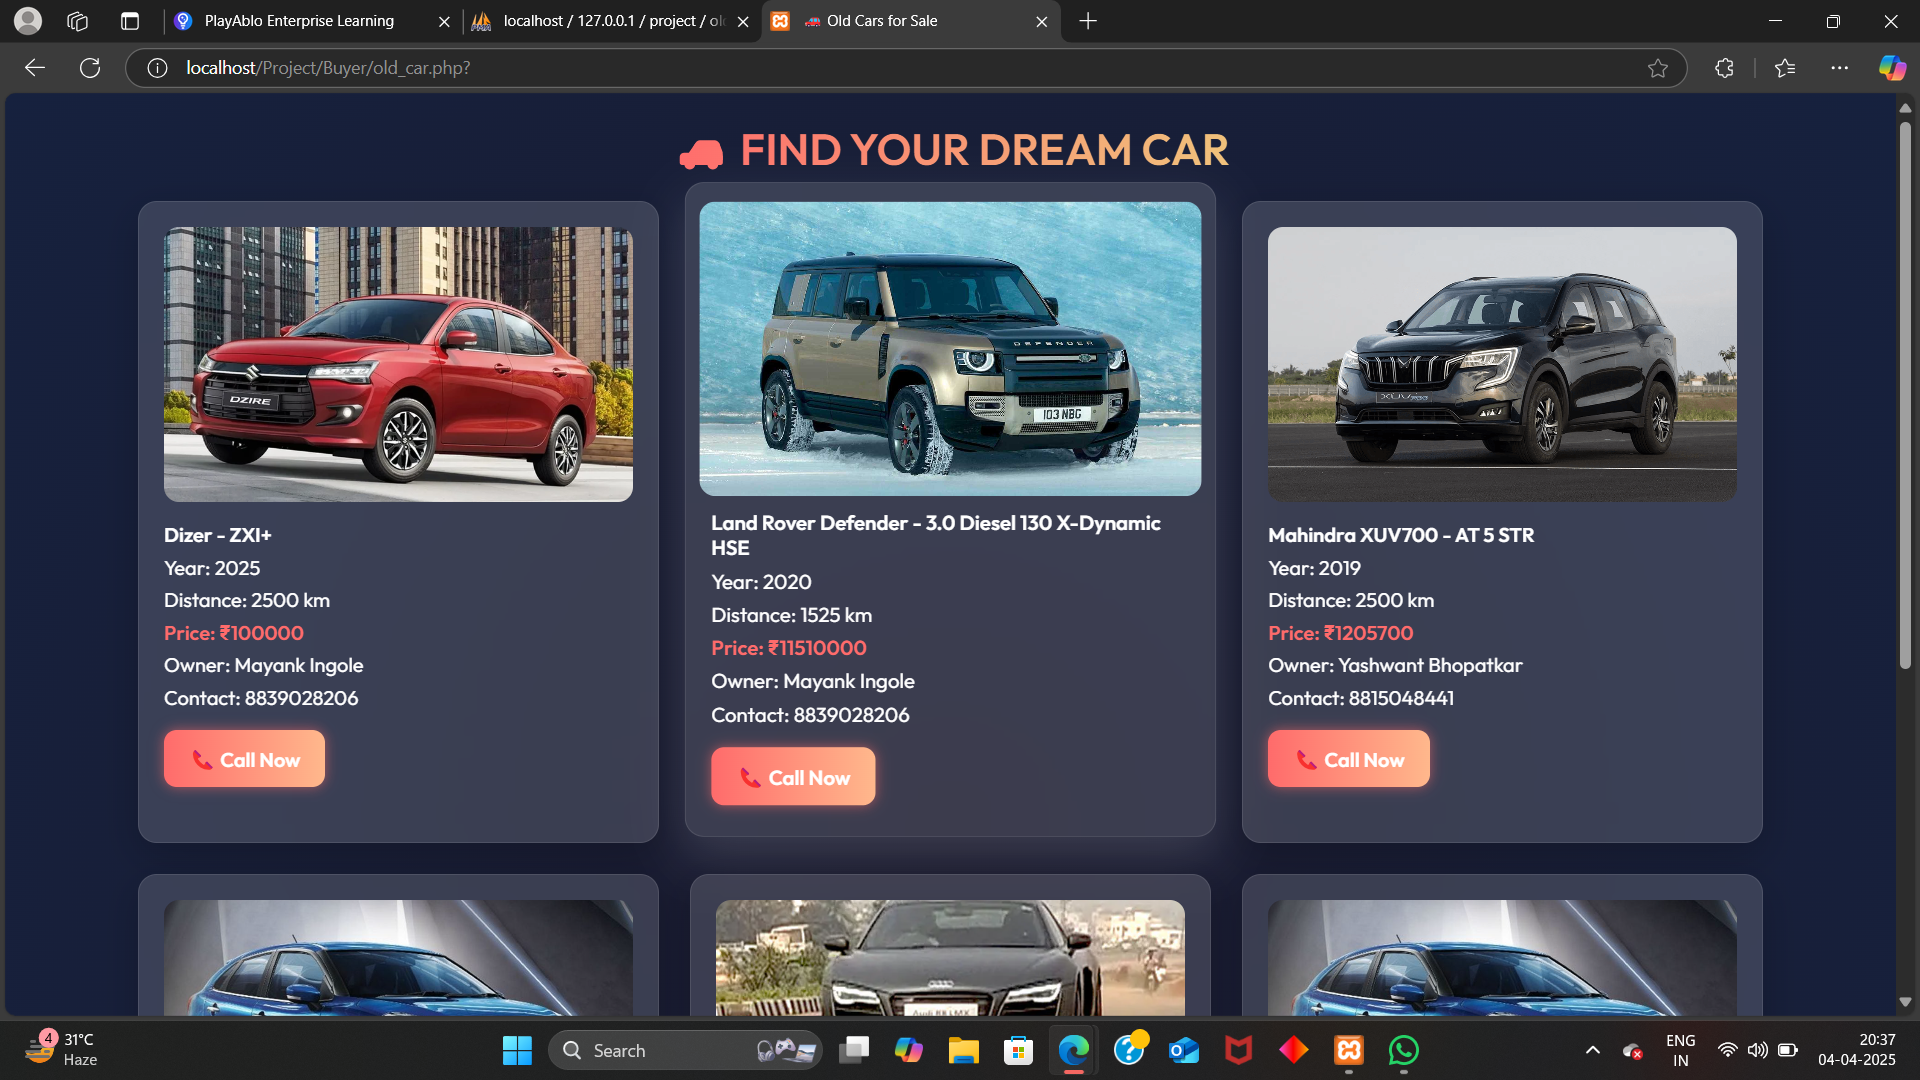 PlayAblo Enterprise Learning
localhost / 127.0.0.1 / project / old
Old Cars for Sale
localhost/Project/Buyer/old_car.php?
FIND YOUR DREAM CAR
DZIRE
DEFENDER
103 NBG
XUV700
Dizer - ZXI+
Year: 2025
Distance: 2500 km
Price: ₹100000
Owner: Mayank Ingole
Contact: 8839028206
Call Now
Land Rover Defender - 3.0 Diesel 130 X-Dynamic
HSE
Year: 2020
Distance: 1525 km
Price: ₹11510000
Owner: Mayank Ingole
Contact: 8839028206
Call Now
Mahindra XUV700 - AT 5 STR
Year: 2019
Distance: 2500 km
Price: ₹1205700
Owner: Yashwant Bhopatkar
Contact: 8815048441
Call Now
4
31°C
Haze
Search
ENG
IN
20:37
04-04-2025